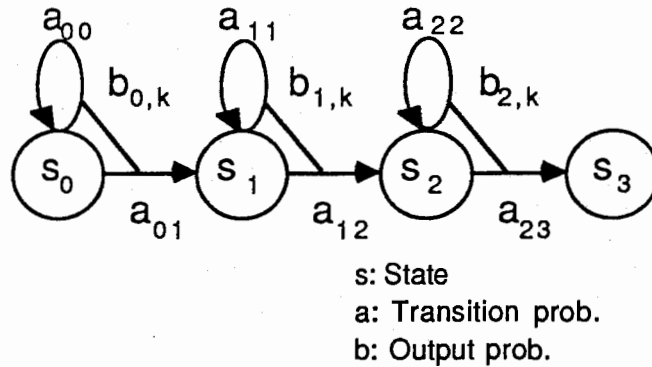 a₀₀ a₁₁ a₂₂
b₀,ₖ b₁,ₖ b₂,ₖ
s₀ s₁ s₂ s₃
a₀₁ a₁₂ a₂₃
s: State
a: Transition prob.
b: Output prob.